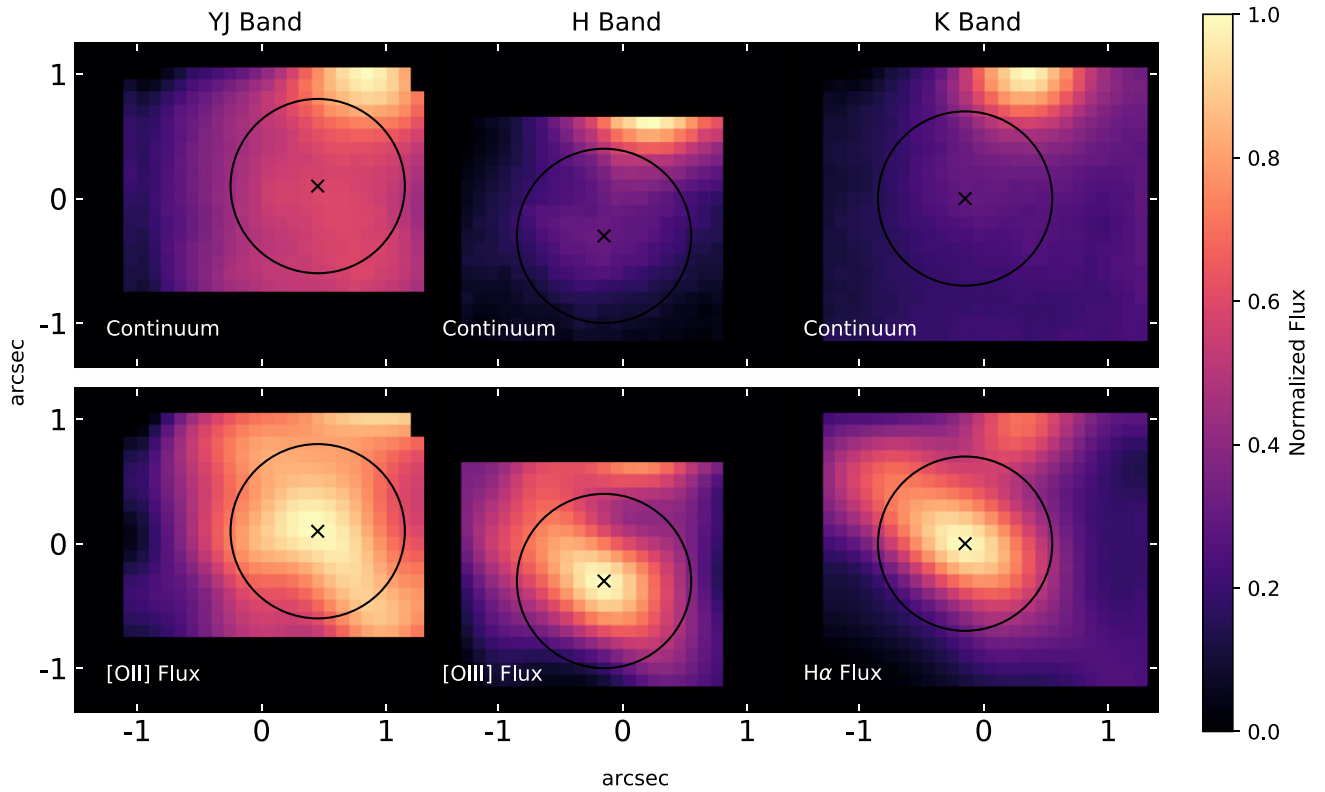 YJ Band
H Band
K Band
1
0
-1
Continuum
Continuum
Continuum
1
0
-1
[OII] Flux
[OIII] Flux
Hα Flux
-1 0 1 -1 0 1 -1 0 1
arcsec
arcsec
1.0
0.8
0.6
0.4
0.2
0.0
Normalized Flux